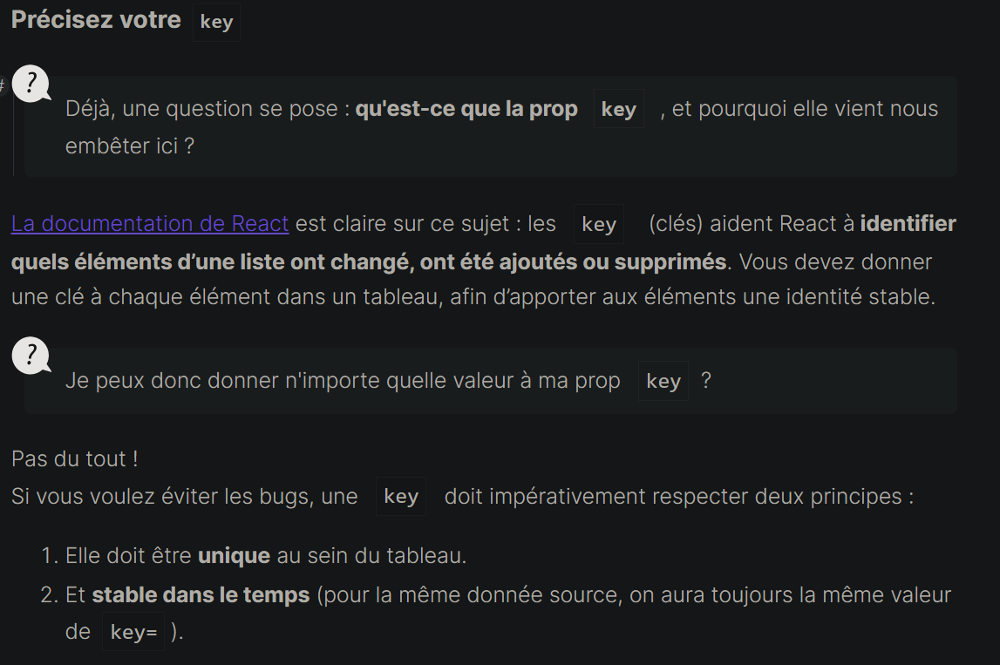 Précisez votre key
#
?
Déjà, une question se pose : qu'est-ce que la prop key , et pourquoi elle vient nous
embêter ici ?
La documentation de React est claire sur ce sujet : les key (clés) aident React à identifier
quels éléments d’une liste ont changé, ont été ajoutés ou supprimés. Vous devez donner
une clé à chaque élément dans un tableau, afin d’apporter aux éléments une identité stable.
?
Je peux donc donner n'importe quelle valeur à ma prop key ?
Pas du tout !
Si vous voulez éviter les bugs, une key doit impérativement respecter deux principes :
1. Elle doit être unique au sein du tableau.
2. Et stable dans le temps (pour la même donnée source, on aura toujours la même valeur
de key= ).